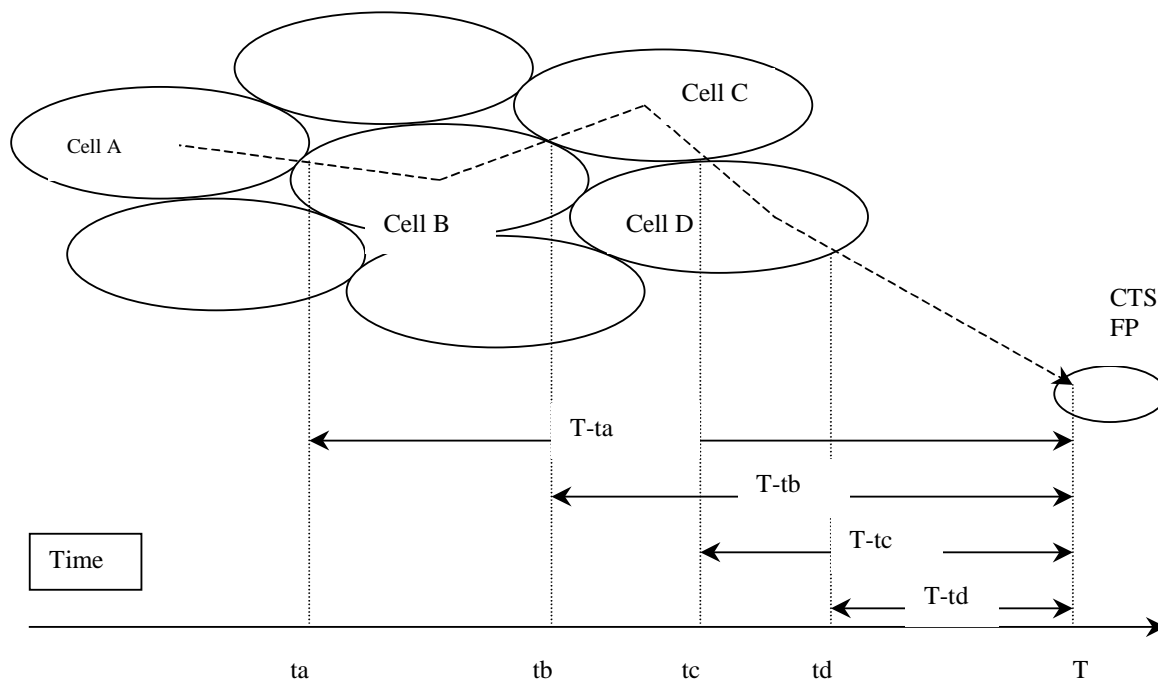 Cell C
Cell A
Cell B
Cell D
CTS
FP
T-ta
T-tb
T-tc
Time
T-td
ta
tb
tc
td
T